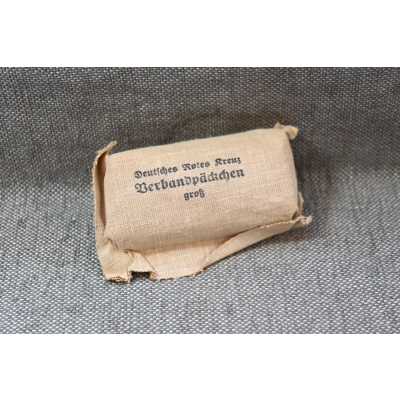 Deutsches Rotes Kreuz
Verbandpäckchen
groß